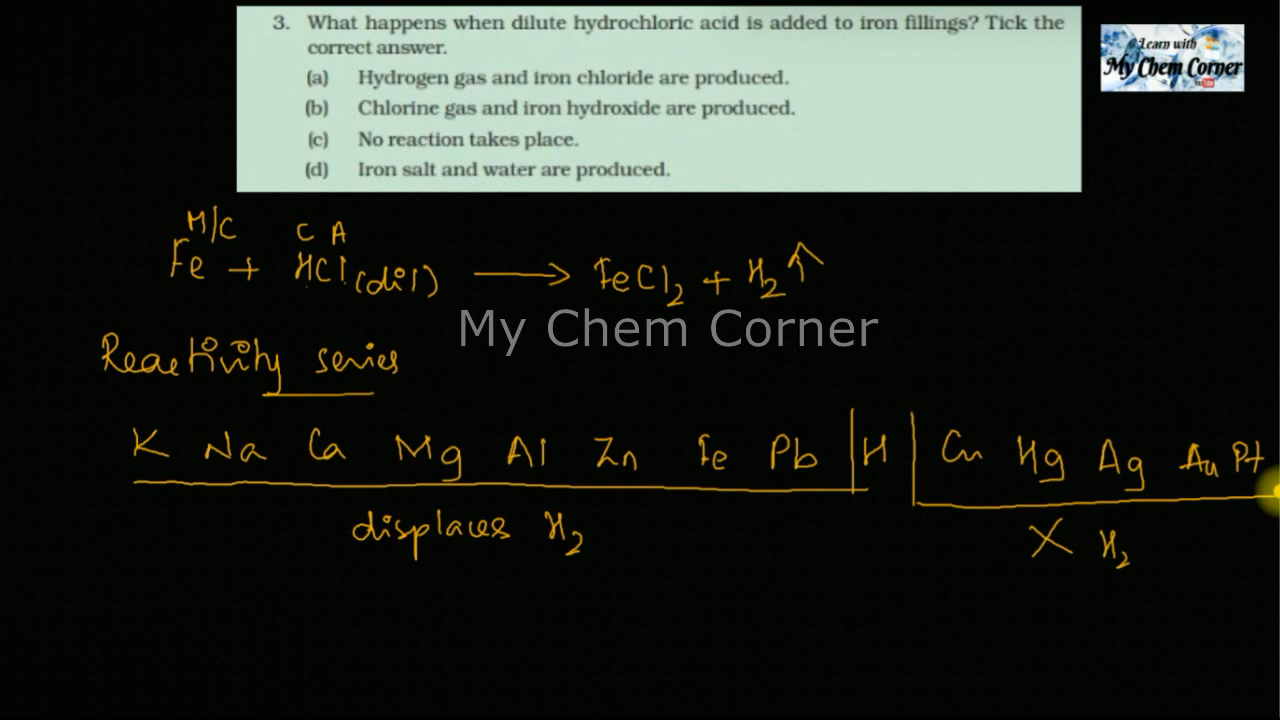 3. What happens when dilute hydrochloric acid is added to iron fillings? Tick the
correct answer.
(a) Hydrogen gas and iron chloride are produced.
(b) Chlorine gas and iron hydroxide are produced.
(c) No reaction takes place.
(d) Iron salt and water are produced.
Learn with
My Chem Corner
M/C C A
Fe + HCl (dil) ⟶ FeCl2 + H2 ↑
My Chem Corner
Reactivity series
K Na Ca Mg Al Zn Fe Pb | H | Cu Hg Ag Au Pt
displaces H2 X H2